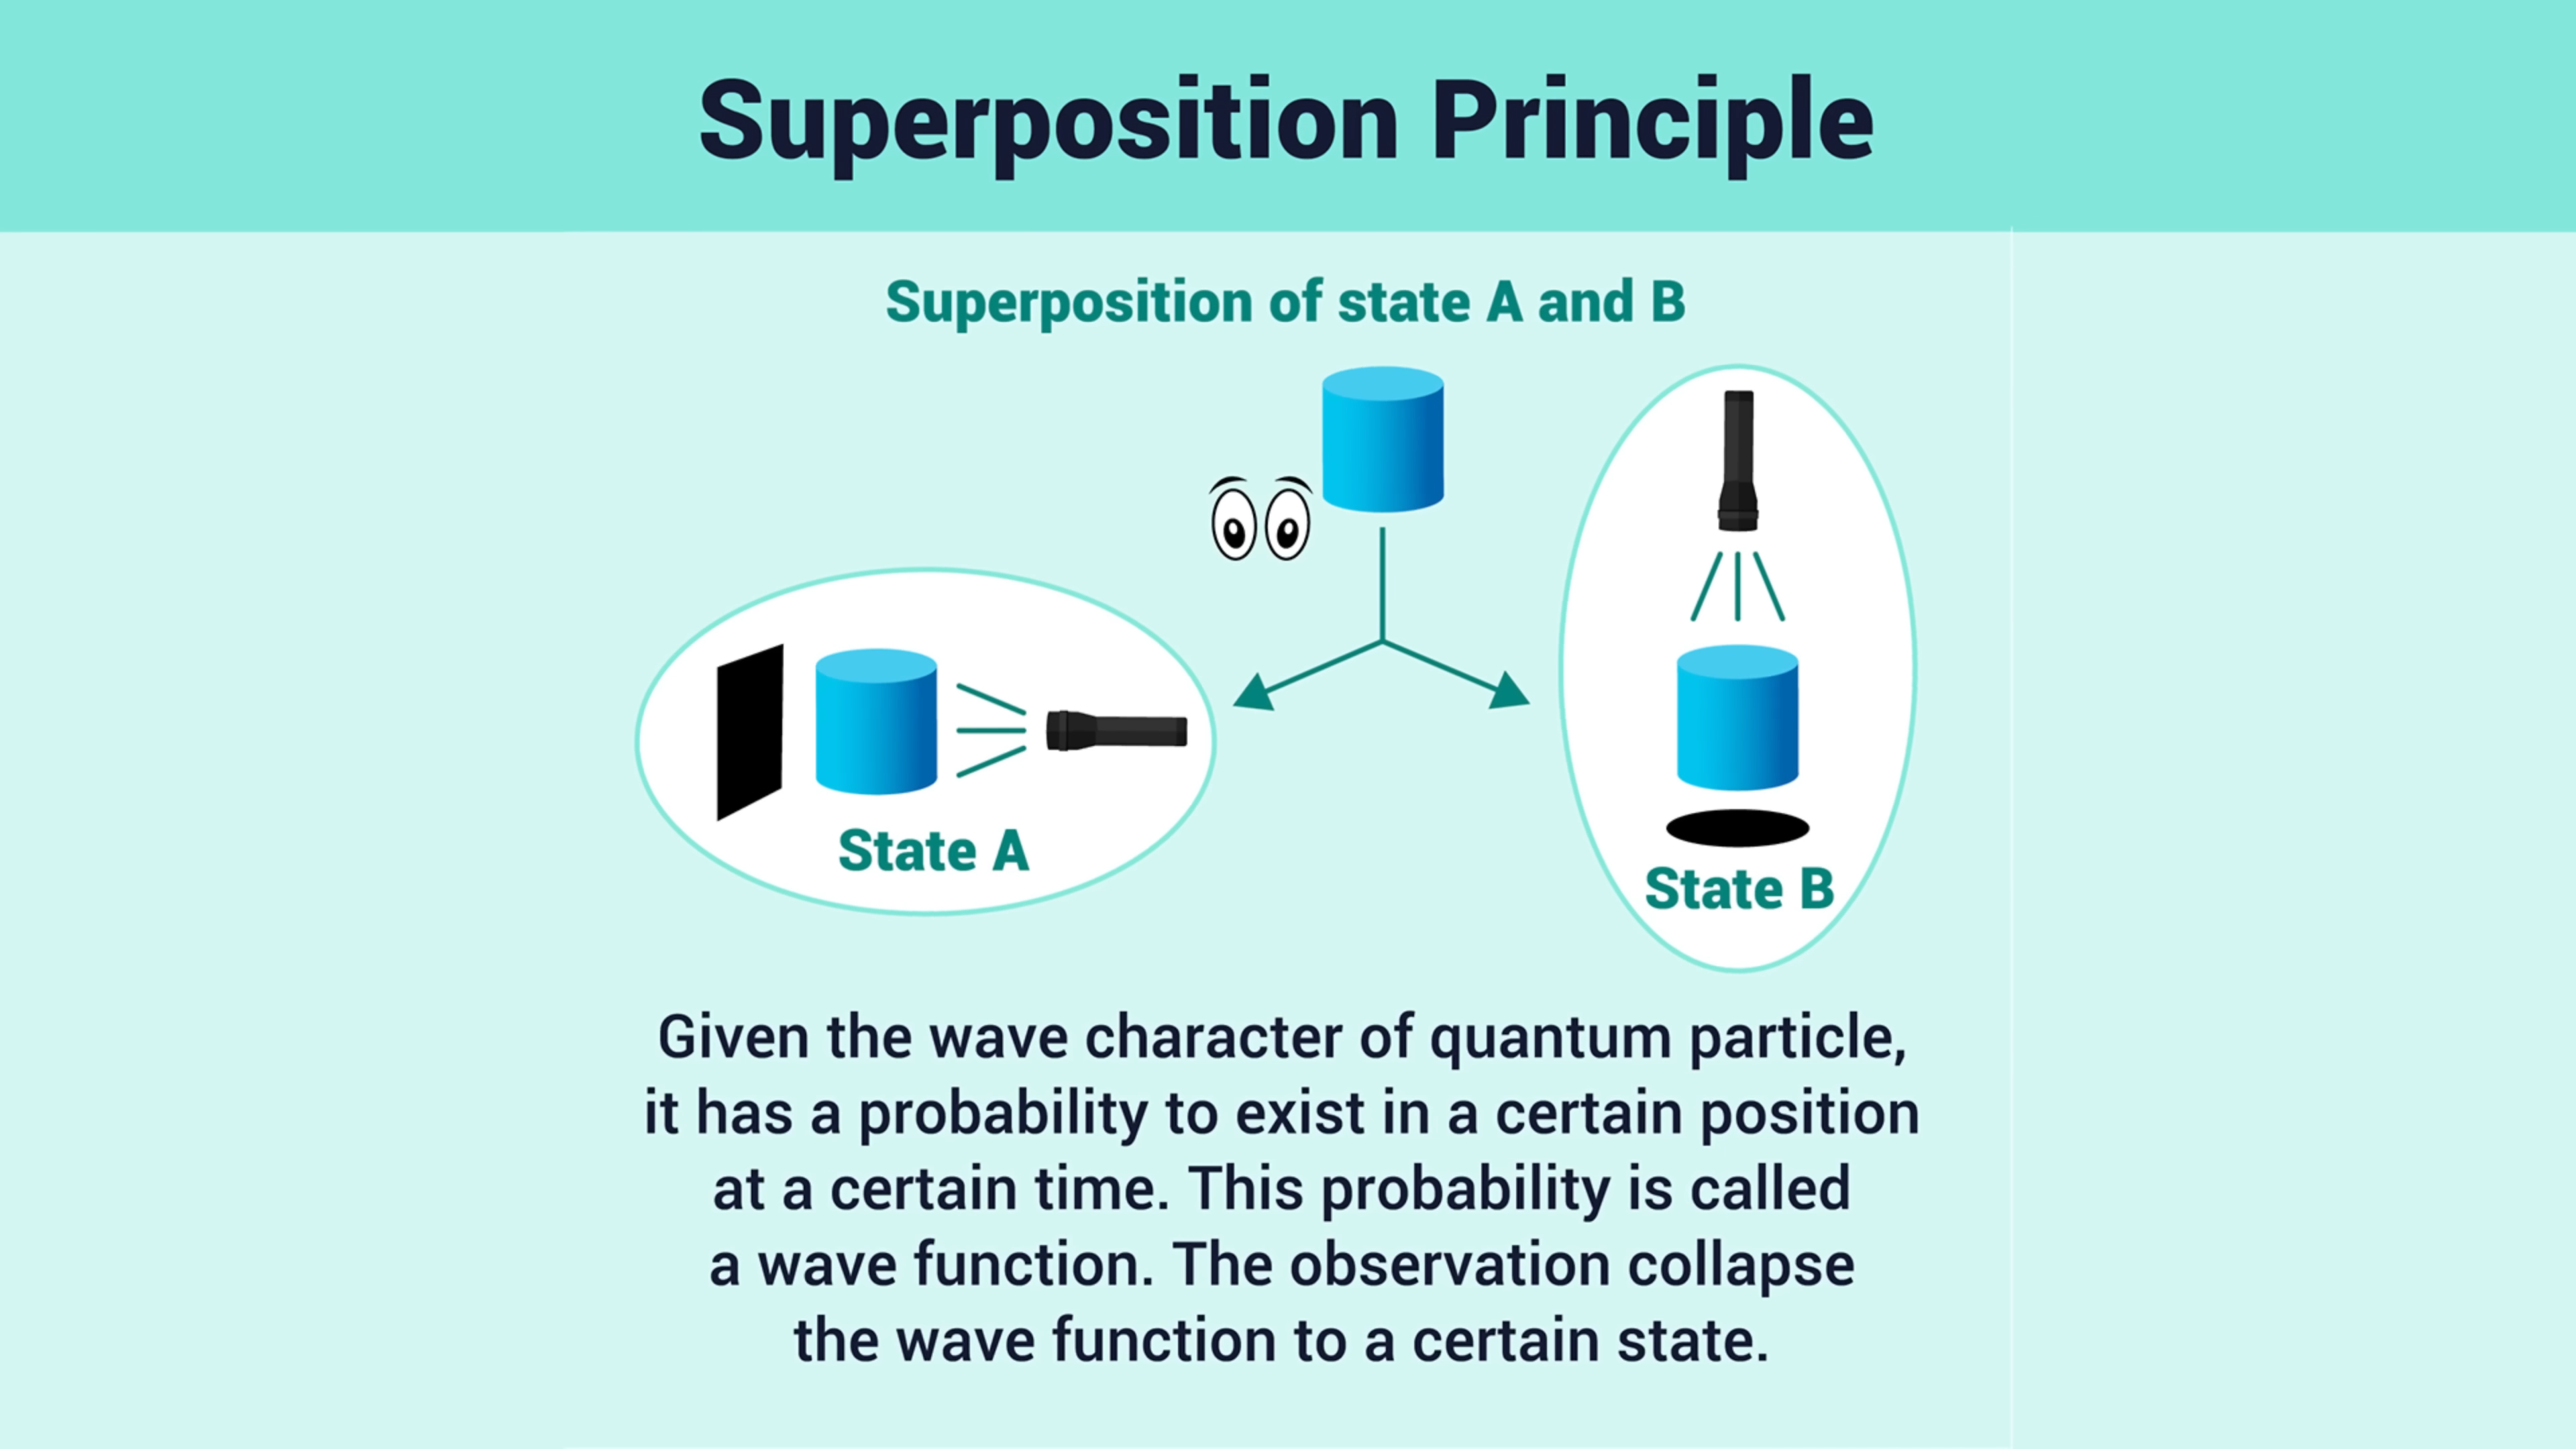 Superposition Principle
Superposition of state A and B
State A
State B
Given the wave character of quantum particle,
it has a probability to exist in a certain position
at a certain time. This probability is called
a wave function. The observation collapse
the wave function to a certain state.